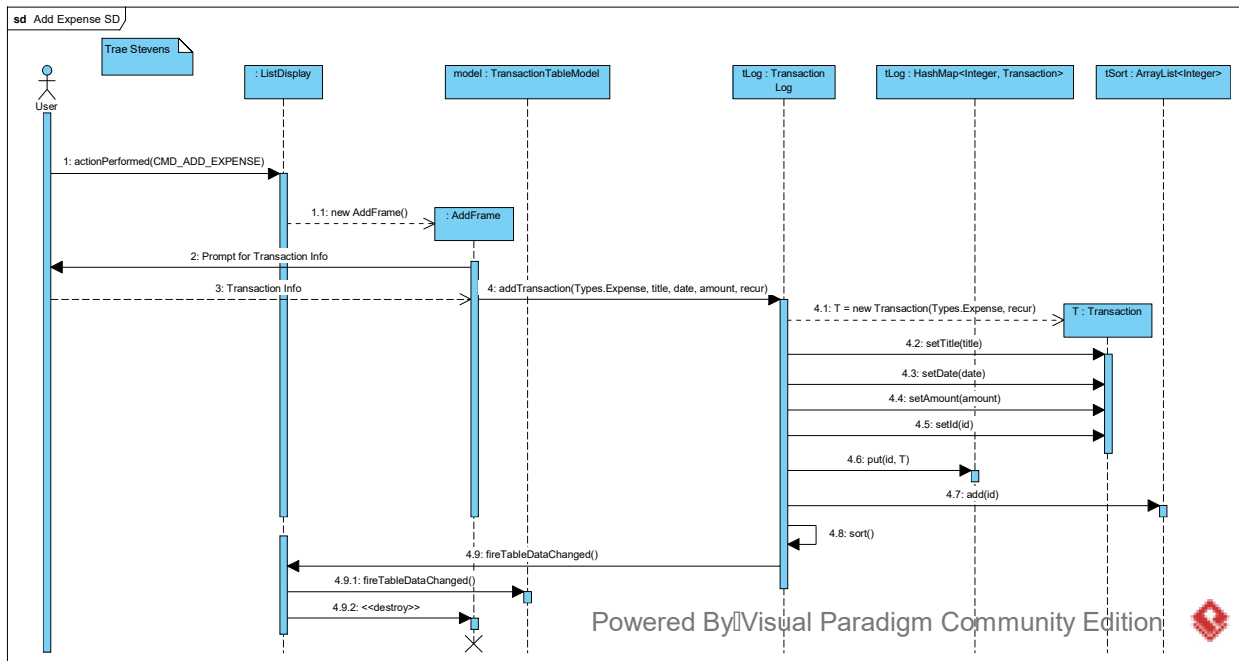 sd Add Expense SD
Trae Stevens
User
: ListDisplay
model : TransactionTableModel
tLog : Transaction
Log
tLog : HashMap<Integer, Transaction>
tSort : ArrayList<Integer>
1: actionPerformed(CMD_ADD_EXPENSE)
1.1: new AddFrame()
: AddFrame
2: Prompt for Transaction Info
3: Transaction Info
4: addTransaction(Types.Expense, title, date, amount, recur)
4.1: T = new Transaction(Types.Expense, recur)
T : Transaction
4.2: setTitle(title)
4.3: setDate(date)
4.4: setAmount(amount)
4.5: setId(id)
4.6: put(id, T)
4.7: add(id)
4.8: sort()
4.9: fireTableDataChanged()
4.9.1: fireTableDataChanged()
4.9.2: <<destroy>>
Powered By Visual Paradigm Community Edition